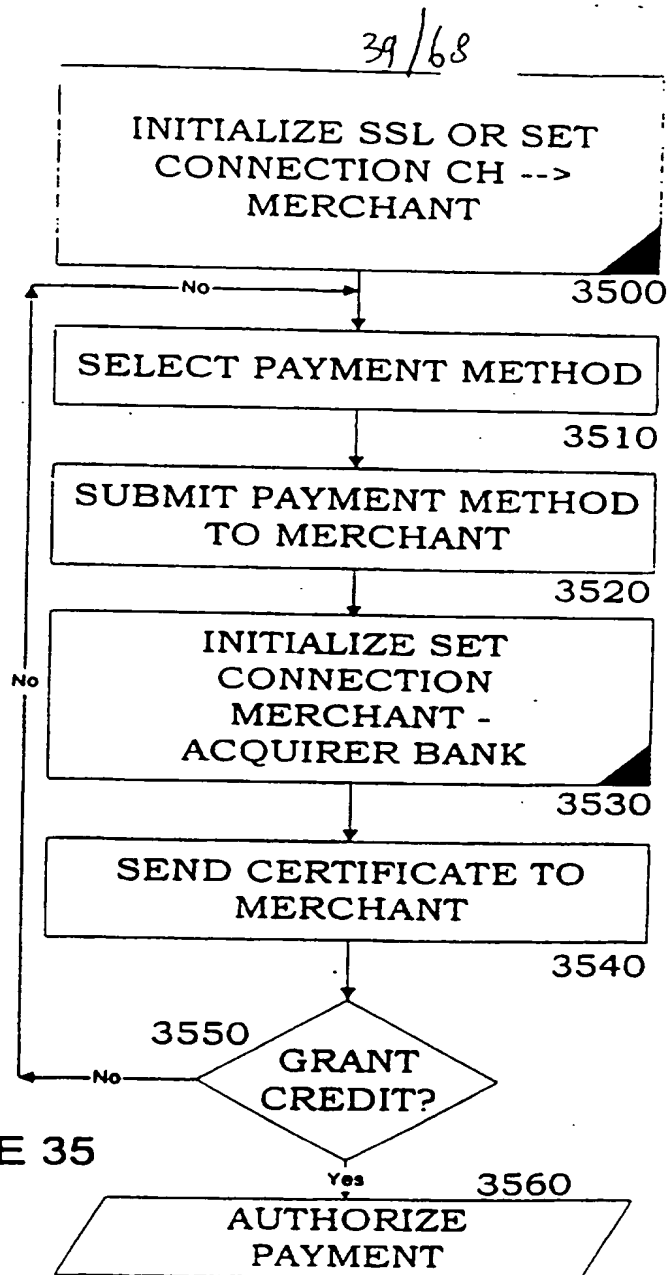 39/68
INITIALIZE SSL OR SET
CONNECTION CH -->
MERCHANT
3500
No
SELECT PAYMENT METHOD
3510
SUBMIT PAYMENT METHOD
TO MERCHANT
3520
No
INITIALIZE SET
CONNECTION
MERCHANT -
ACQUIRER BANK
3530
SEND CERTIFICATE TO
MERCHANT
3540
3550
GRANT
CREDIT?
No
E 35
Yes
3560
AUTHORIZE
PAYMENT